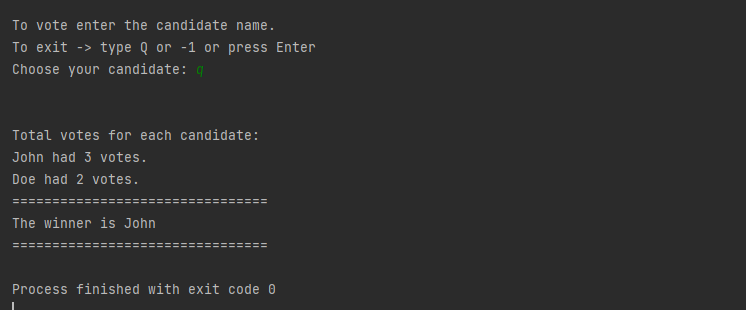 To vote enter the candidate name.
To exit -> type Q or -1 or press Enter
Choose your candidate: q
Total votes for each candidate:
John had 3 votes.
Doe had 2 votes.
================================
The winner is John
================================
Process finished with exit code 0